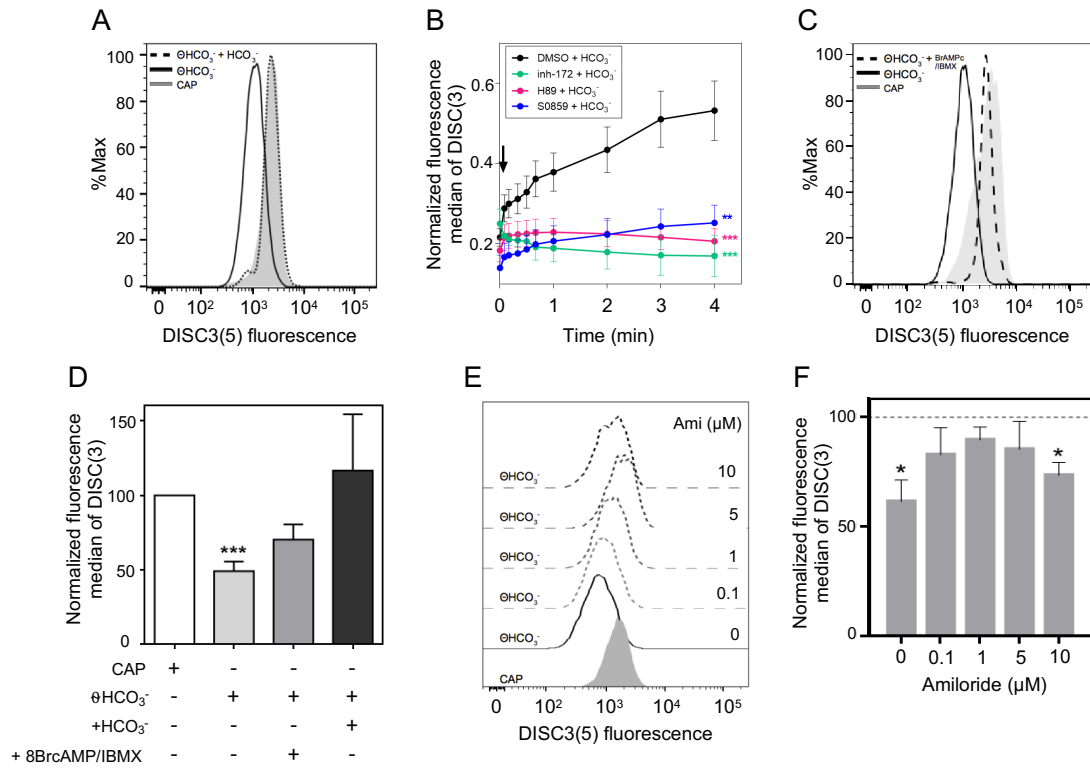 A
ΘHCO₃⁻ + HCO₃⁻
ΘHCO₃⁻
CAP
100
80
60
40
20
0
%Max
0
10²
10³
10⁴
10⁵
DISC3(5) fluorescence
B
DMSO + HCO₃⁻
inh-172 + HCO₃⁻
H89 + HCO₃⁻
S0859 + HCO₃⁻
0.6
0.4
0.2
Normalized fluorescence
median of DISC(3)
**
***
***
0 1 2 3 4
Time (min)
C
ΘHCO₃⁻ + BrAMPc
/IBMX
ΘHCO₃⁻
CAP
100
80
60
40
20
0
%Max
0
10²
10³
10⁴
10⁵
DISC3(5) fluorescence
D
150
100
50
0
Normalized fluorescence
median of DISC(3)
***
CAP + - - -
ϴHCO₃⁻ - + + +
+HCO₃⁻ - - - +
+ 8BrcAMP/IBMX - - + -
E
Ami (µM)
ΘHCO₃⁻ 10
ΘHCO₃⁻ 5
ΘHCO₃⁻ 1
ΘHCO₃⁻ 0.1
ΘHCO₃⁻ 0
CAP
0 10² 10³ 10⁴ 10⁵
DISC3(5) fluorescence
F
100
50
0
Normalized fluorescence
median of DISC(3)
*
*
0 0.1 1 5 10
Amiloride (µM)